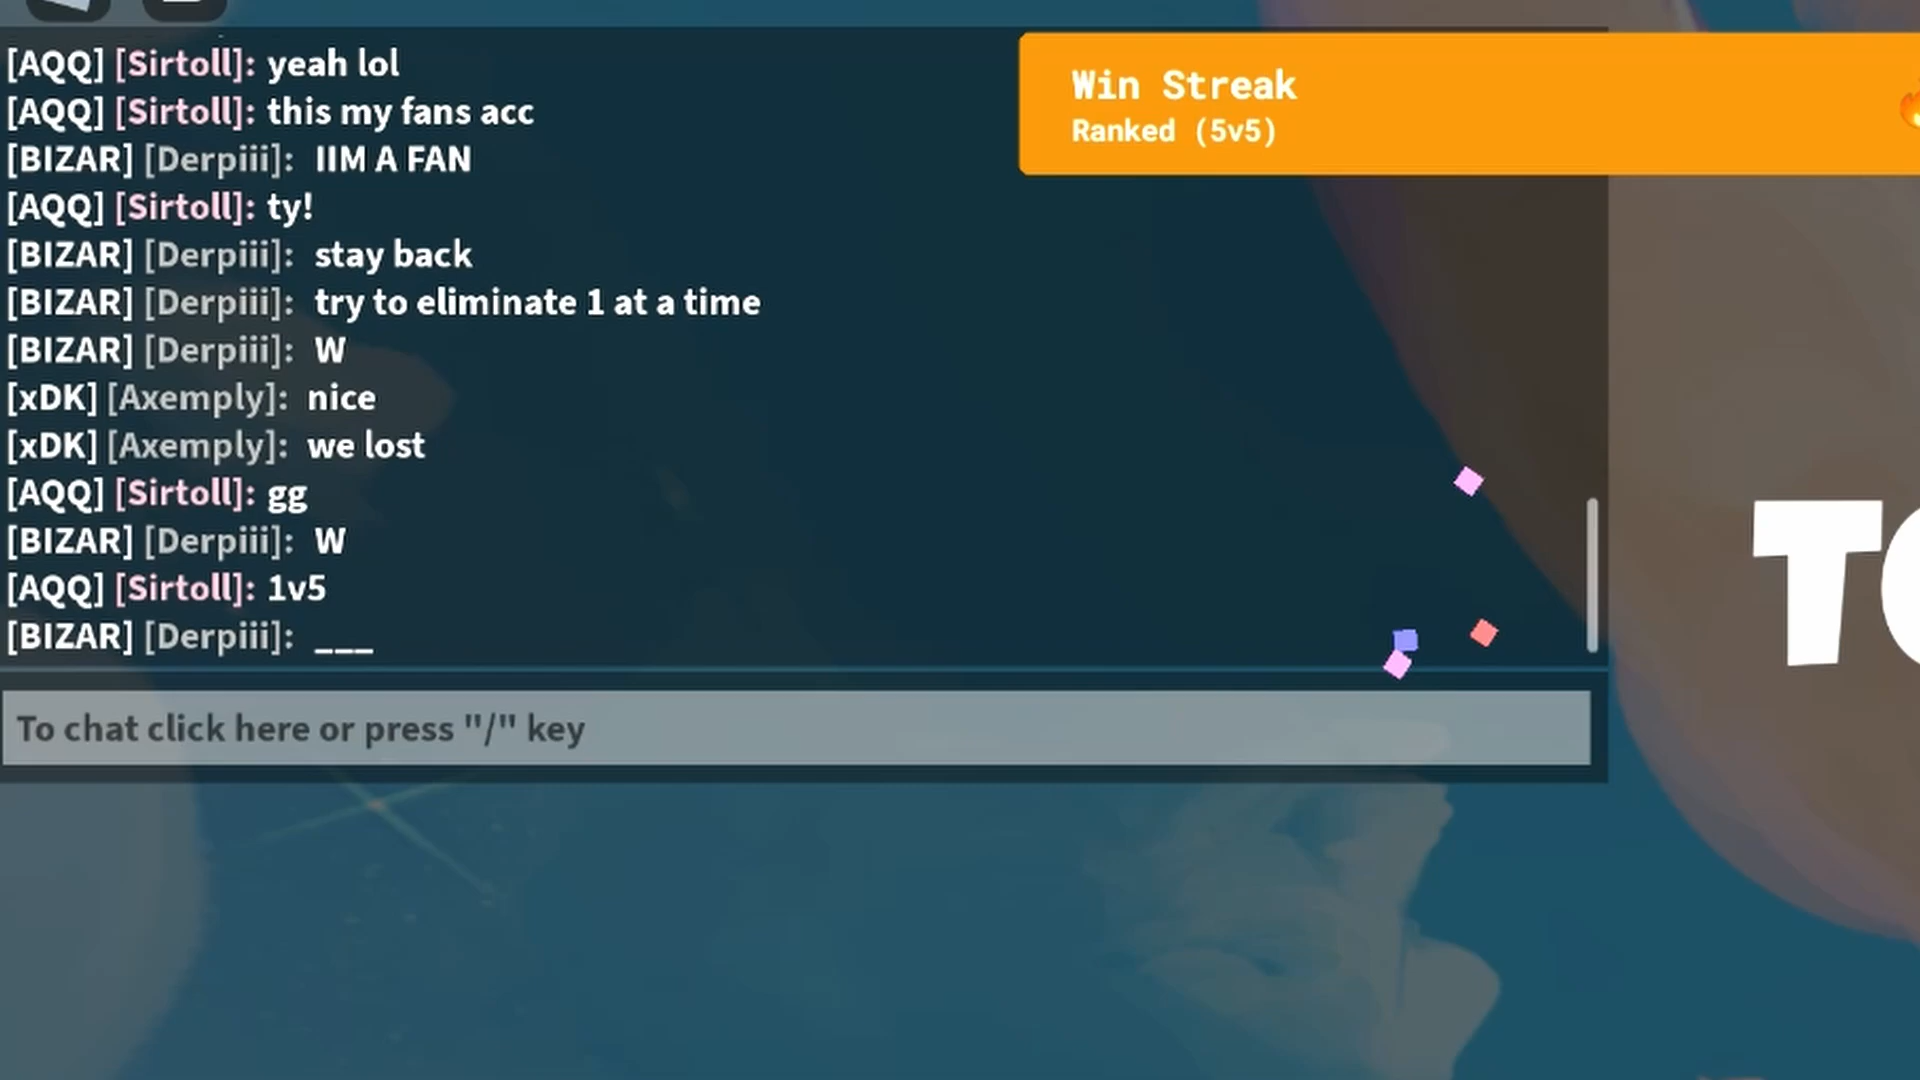 [AQQ] [Sirtoll]: yeah lol
[AQQ] [Sirtoll]: this my fans acc
[BIZAR] [Derpiii]: IIM A FAN
[AQQ] [Sirtoll]: ty!
[BIZAR] [Derpiii]: stay back
[BIZAR] [Derpiii]: try to eliminate 1 at a time
[BIZAR] [Derpiii]: W
[xDK] [Axemply]: nice
[xDK] [Axemply]: we lost
[AQQ] [Sirtoll]: gg
[BIZAR] [Derpiii]: W
[AQQ] [Sirtoll]: 1v5
[BIZAR] [Derpiii]: ___
To chat click here or press "/" key
Win Streak
Ranked (5v5)